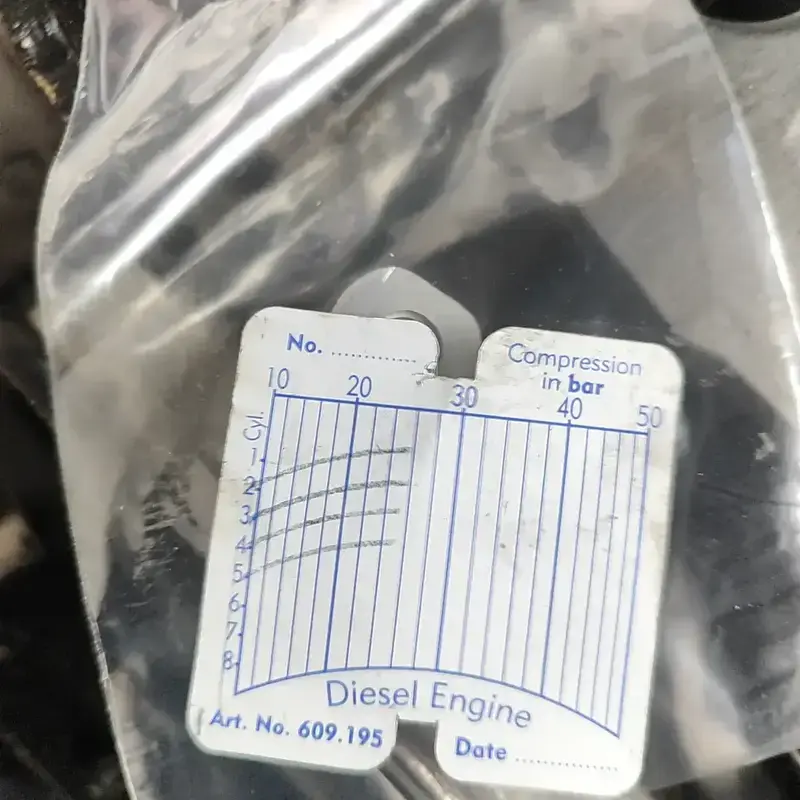 No. ..............
Compression
in bar
10 20 30 40 50
Cyl.
1
2
3
4
5
6
7
8
Diesel Engine
Art. No. 609.195
Date .................